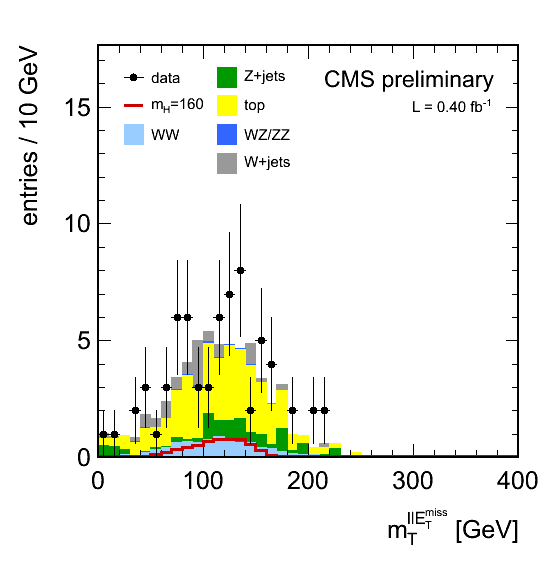 entries / 10 GeV
15
10
5
0
data
m_H=160
WW
Z+jets
top
WZ/ZZ
W+jets
CMS preliminary
L = 0.40 fb⁻¹
0 100 200 300 400
m_T^{llE_T^{miss}} [GeV]